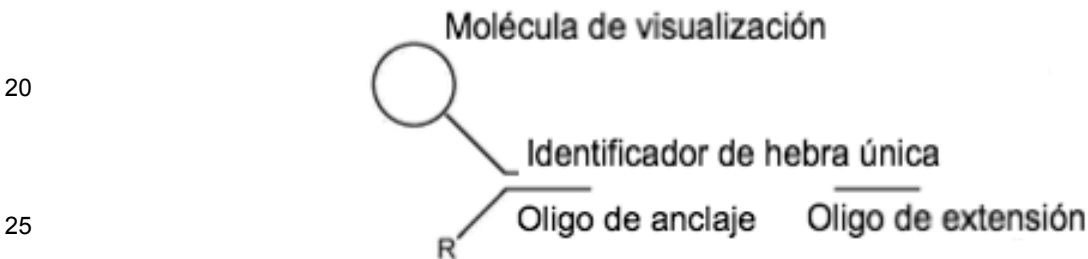 Molécula de visualización
20
Identificador de hebra única
Oligo de anclaje Oligo de extensión
25
R